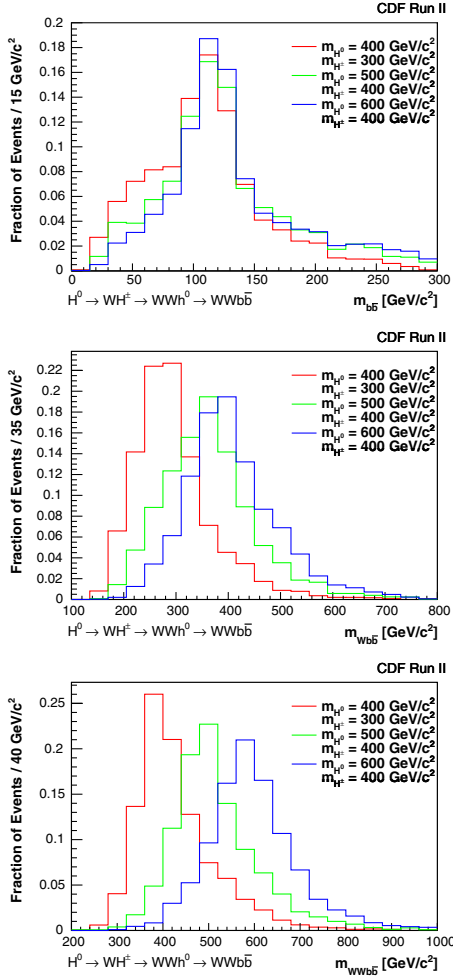 CDF Run II
Fraction of Events / 15 GeV/c²
0.2
0.18
0.16
0.14
0.12
0.1
0.08
0.06
0.04
0.02
0
m_H⁰ = 400 GeV/c²
m_H± = 300 GeV/c²
m_H⁰ = 500 GeV/c²
m_H± = 400 GeV/c²
m_H⁰ = 600 GeV/c²
m_H± = 400 GeV/c²
0 50 100 150 200 250 300
H⁰ → WH± → WWh⁰ → WWbb̅
m_bb̅ [GeV/c²]
CDF Run II
Fraction of Events / 35 GeV/c²
0.22
0.2
0.18
0.16
0.14
0.12
0.1
0.08
0.06
0.04
0.02
0
m_H⁰ = 400 GeV/c²
m_H± = 300 GeV/c²
m_H⁰ = 500 GeV/c²
m_H± = 400 GeV/c²
m_H⁰ = 600 GeV/c²
m_H± = 400 GeV/c²
100 200 300 400 500 600 700 800
H⁰ → WH± → WWh⁰ → WWbb̅
m_Wbb̅ [GeV/c²]
CDF Run II
Fraction of Events / 40 GeV/c²
0.25
0.2
0.15
0.1
0.05
0
m_H⁰ = 400 GeV/c²
m_H± = 300 GeV/c²
m_H⁰ = 500 GeV/c²
m_H± = 400 GeV/c²
m_H⁰ = 600 GeV/c²
m_H± = 400 GeV/c²
200 300 400 500 600 700 800 900 1000
H⁰ → WH± → WWh⁰ → WWbb̅
m_WWbb̅ [GeV/c²]